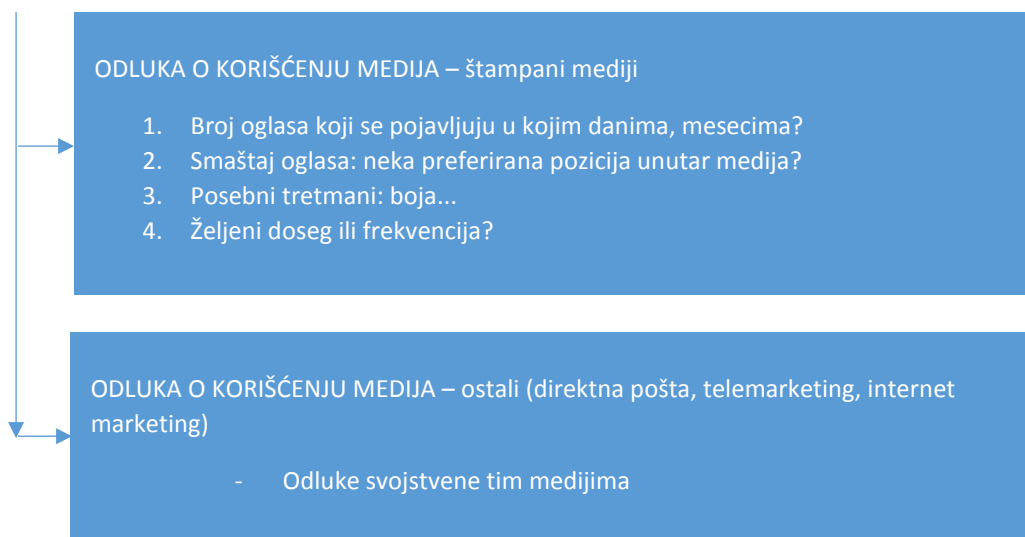 ODLUKA O KORIŠĆENJU MEDIJA – štampani mediji
1. Broj oglasa koji se pojavljuju u kojim danima, mesecima?
2. Smaštaj oglasa: neka preferirana pozicija unutar medija?
3. Posebni tretmani: boja...
4. Željeni doseg ili frekvencija?
ODLUKA O KORIŠĆENJU MEDIJA – ostali (direktna pošta, telemarketing, internet
marketing)
- Odluke svojstvene tim medijima